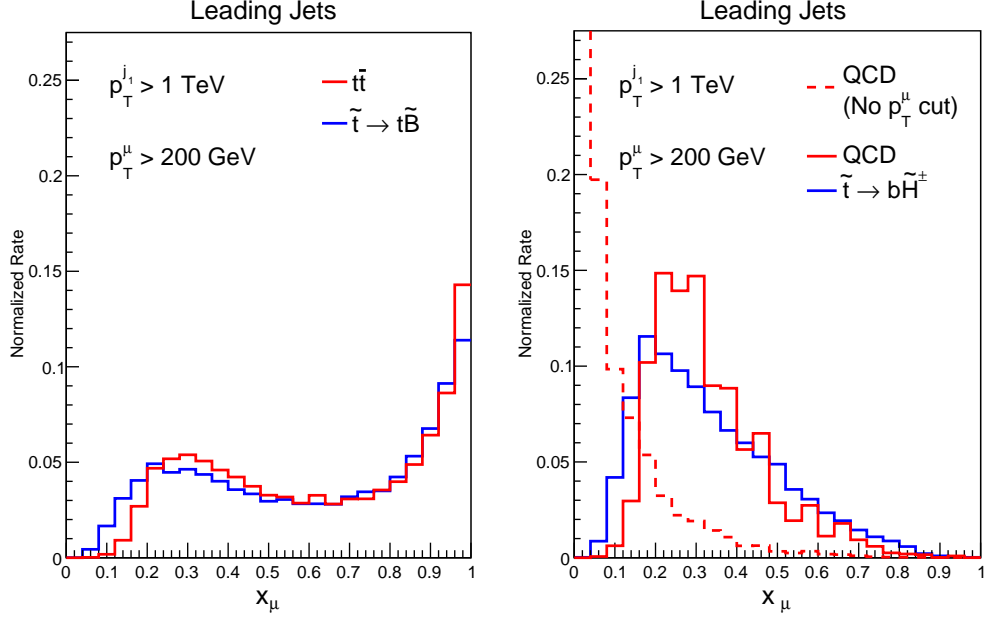 Leading Jets
p_T^{j_1} > 1 TeV
p_T^μ > 200 GeV
tt̄
t̃ → tB̃
Normalized Rate
0.25
0.2
0.15
0.1
0.05
0
0 0.1 0.2 0.3 0.4 0.5 0.6 0.7 0.8 0.9 1
x_μ
Leading Jets
p_T^{j_1} > 1 TeV
p_T^μ > 200 GeV
QCD
(No p_T^μ cut)
QCD
t̃ → bH̃^±
Normalized Rate
0.25
0.2
0.15
0.1
0.05
0
0 0.1 0.2 0.3 0.4 0.5 0.6 0.7 0.8 0.9 1
x_μ